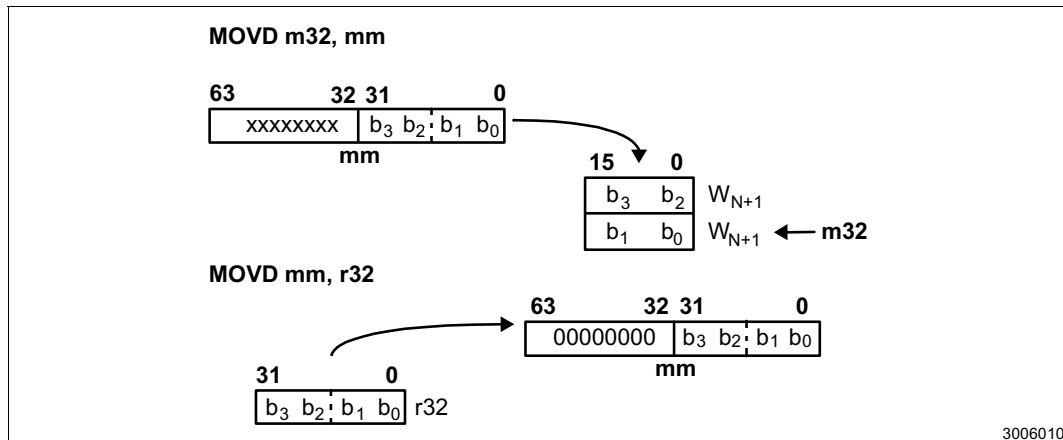 MOVD m32, mm
63 32 31 0
xxxxxxxx b3 b2 b1 b0
mm
15 0
b3 b2 WN+1
b1 b0 WN+1 m32
MOVD mm, r32
63 32 31 0
00000000 b3 b2 b1 b0
mm
31 0
b3 b2 b1 b0 r32
3006010